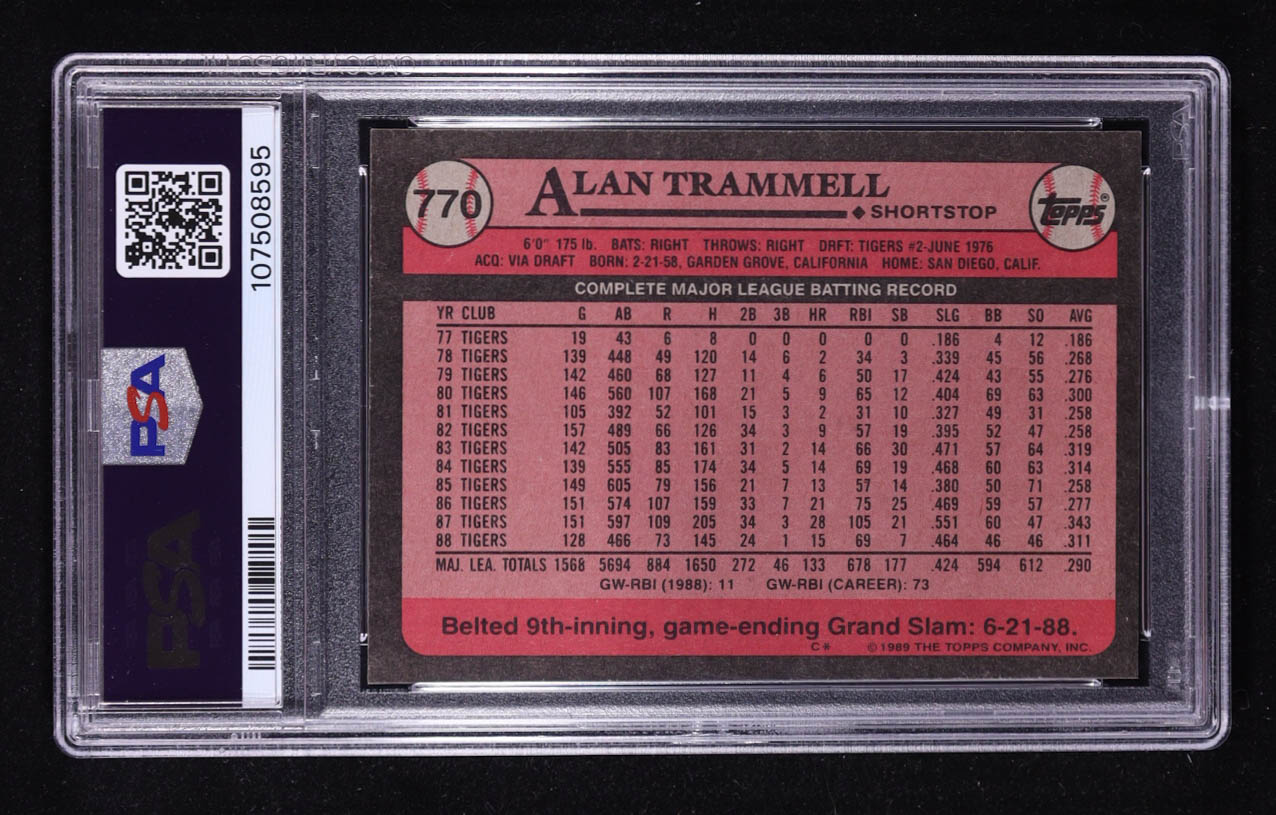 107508595
PSA
PSA
770
ALAN TRAMMELL
◆ SHORTSTOP
TOPPS®
6'0" 175 lb. BATS: RIGHT THROWS: RIGHT DRFT: TIGERS #2-JUNE 1976
ACQ: VIA DRAFT BORN: 2-21-58, GARDEN GROVE, CALIFORNIA HOME: SAN DIEGO, CALIF.
COMPLETE MAJOR LEAGUE BATTING RECORD
YR CLUB G AB R H 2B 3B HR RBI SB SLG BB SO AVG
77 TIGERS 19 43 6 8 0 0 0 0 0 .186 4 12 .186
78 TIGERS 139 448 49 120 14 6 2 34 3 .339 45 56 .268
79 TIGERS 142 460 68 127 11 4 6 50 17 .424 43 55 .276
80 TIGERS 146 560 107 168 21 5 9 65 12 .404 69 63 .300
81 TIGERS 105 392 52 101 15 3 2 31 10 .327 49 31 .258
82 TIGERS 157 489 66 126 34 3 9 57 19 .395 52 47 .258
83 TIGERS 142 505 83 161 31 2 14 66 30 .471 57 64 .319
84 TIGERS 139 555 85 174 34 5 14 69 19 .468 60 63 .314
85 TIGERS 149 605 79 156 21 7 13 57 14 .380 50 71 .258
86 TIGERS 151 574 107 159 33 7 21 75 25 .469 59 57 .277
87 TIGERS 151 597 109 205 34 3 28 105 21 .551 60 47 .343
88 TIGERS 128 466 73 145 24 1 15 69 7 .464 46 46 .311
MAJ. LEA. TOTALS 1568 5694 884 1650 272 46 133 678 177 .424 594 612 .290
GW-RBI (1988): 11 GW-RBI (CAREER): 73
Belted 9th-inning, game-ending Grand Slam: 6-21-88.
C* © 1989 THE TOPPS COMPANY, INC.